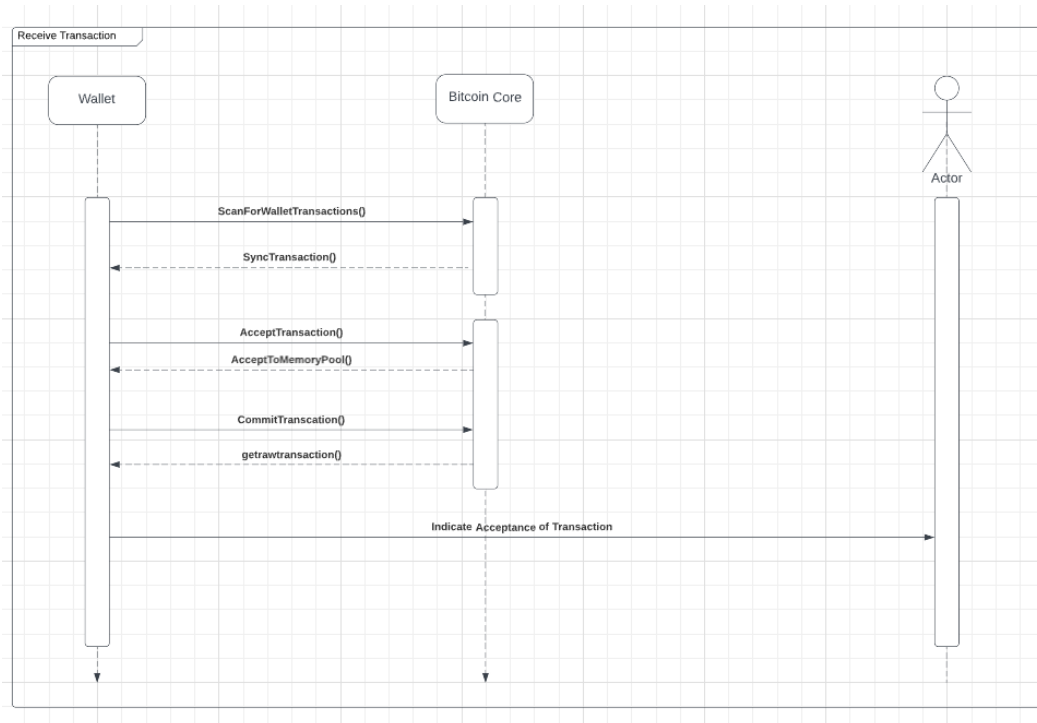 Receive Transaction
Wallet
Bitcoin Core
Actor
ScanForWalletTransactions()
SyncTransaction()
AcceptTransaction()
AcceptToMemoryPool()
CommitTranscation()
getrawtransaction()
Indicate Acceptance of Transaction